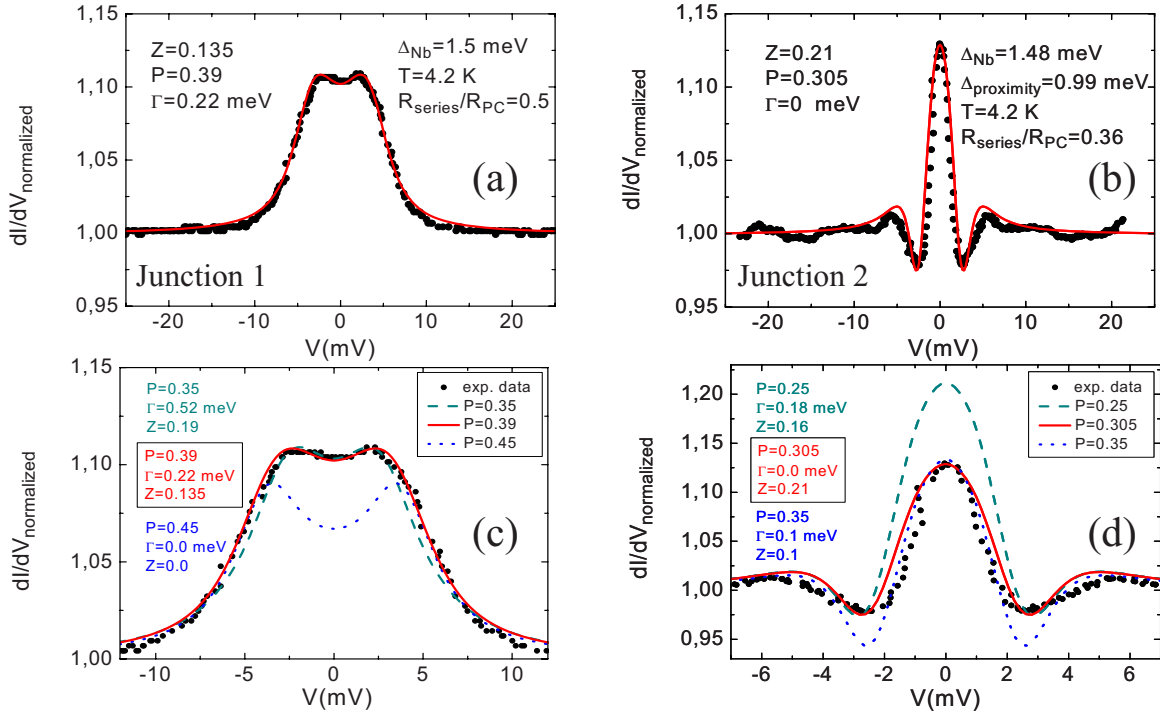 1,15
1,10
1,05
1,00
0,95
dI/dVnormalized
Z=0.135
P=0.39
Γ=0.22 meV
ΔNb=1.5 meV
T=4.2 K
Rseries/RPC=0.5
(a)
Junction 1
-20 -10 0 10 20
V(mV)
1,15
1,10
1,05
1,00
0,95
dI/dVnormalized
Z=0.21
P=0.305
Γ=0 meV
ΔNb=1.48 meV
Δproximity=0.99 meV
T=4.2 K
Rseries/RPC=0.36
(b)
Junction 2
-20 -10 0 10 20
V(mV)
1,15
1,10
1,05
1,00
dI/dVnormalized
P=0.35
Γ=0.52 meV
Z=0.19
P=0.39
Γ=0.22 meV
Z=0.135
P=0.45
Γ=0.0 meV
Z=0.0
exp. data
P=0.35
P=0.39
P=0.45
(c)
-10 -5 0 5 10
V(mV)
1,20
1,15
1,10
1,05
1,00
0,95
dI/dVnormalized
P=0.25
Γ=0.18 meV
Z=0.16
P=0.305
Γ=0.0 meV
Z=0.21
P=0.35
Γ=0.1 meV
Z=0.1
exp. data
P=0.25
P=0.305
P=0.35
(d)
-6 -4 -2 0 2 4 6
V(mV)